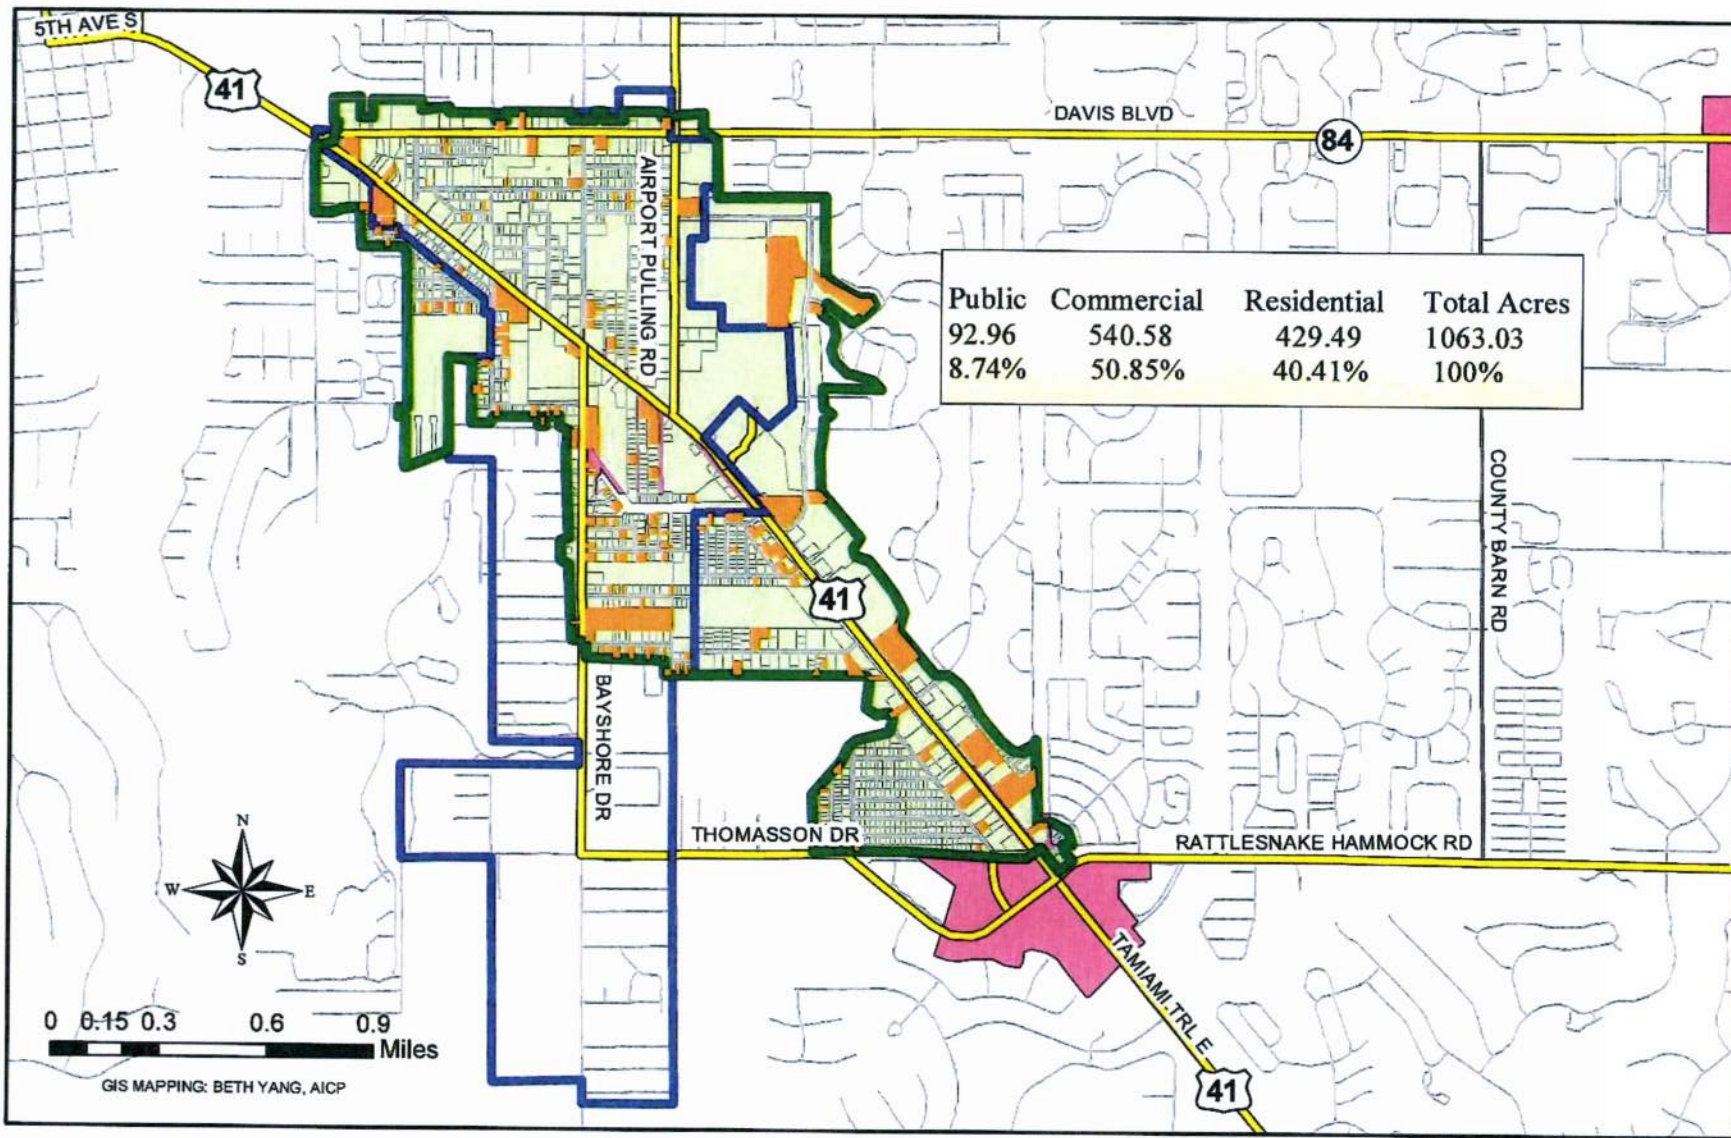 5TH AVE S
41
DAVIS BLVD
84
AIRPORT PULLING RD
Public Commercial Residential Total Acres
92.96 540.58 429.49 1063.03
8.74% 50.85% 40.41% 100%
COUNTY BARN RD
41
BAYSHORE DR
THOMASSON DR
RATTLESNAKE HAMMOCK RD
N
W E
S
TAMIAMI TRL E
0 0.15 0.3 0.6 0.9
Miles
41
GIS MAPPING: BETH YANG, AICP